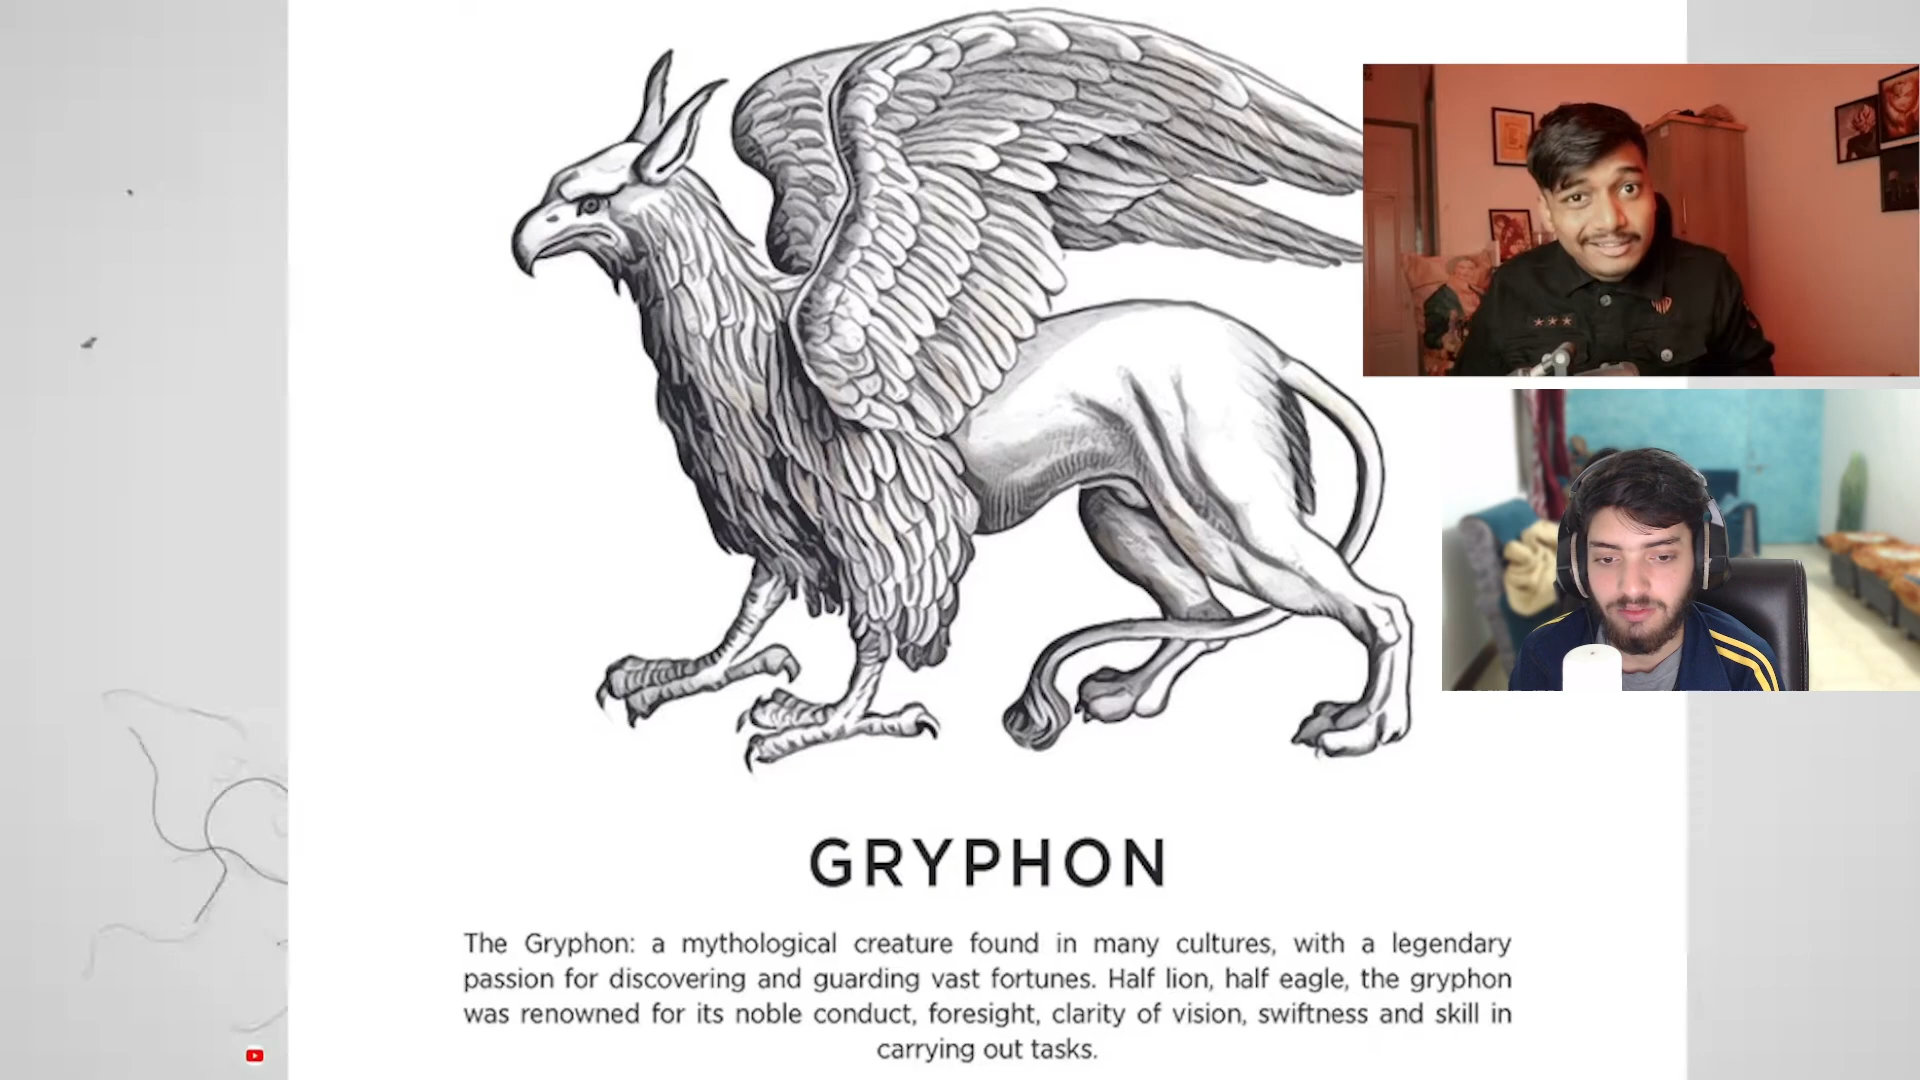 GRYPHON
The Gryphon: a mythological creature found in many cultures, with a legendary
passion for discovering and guarding vast fortunes. Half lion, half eagle, the gryphon
was renowned for its noble conduct, foresight, clarity of vision, swiftness and skill in
carrying out tasks.